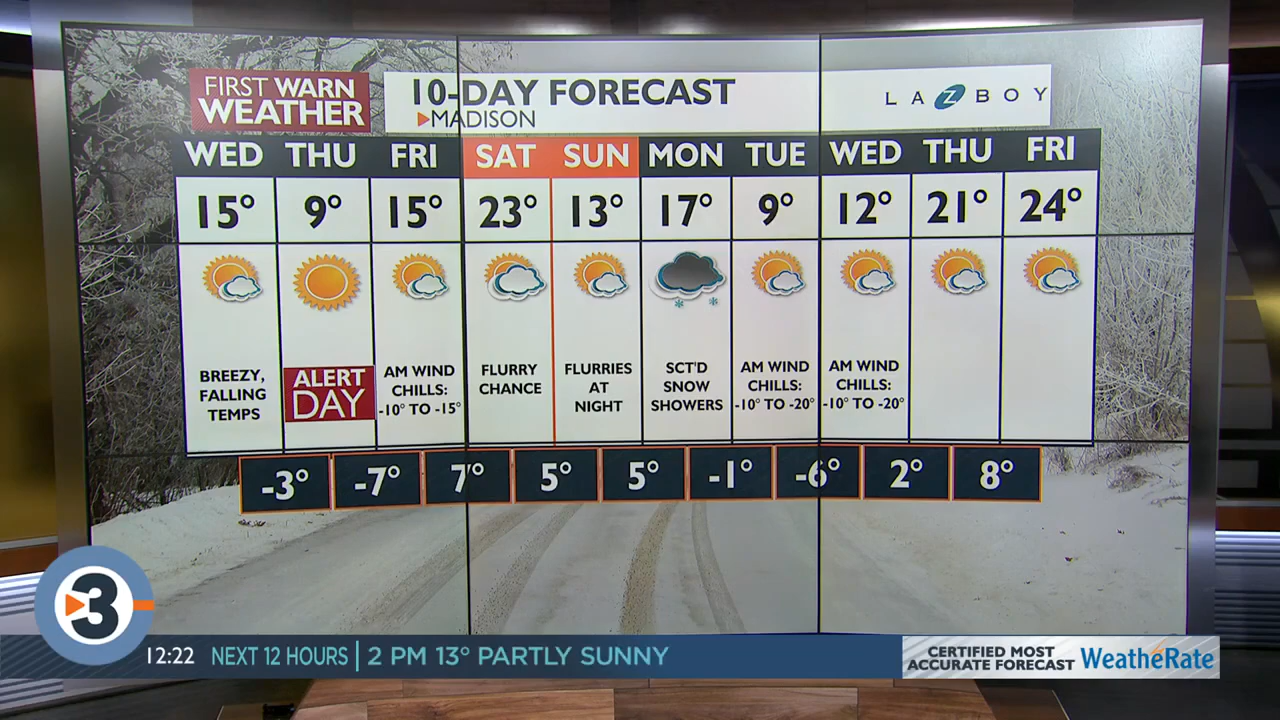 FIRST WARN
WEATHER
10-DAY FORECAST
MADISON
LA Z BOY
WED THU FRI SAT SUN MON TUE WED THU FRI
15° 9° 15° 23° 13° 17° 9° 12° 21° 24°
BREEZY,
FALLING
TEMPS
ALERT
DAY
AM WIND
CHILLS:
-10° TO -15°
FLURRY
CHANCE
FLURRIES
AT
NIGHT
SCT'D
SNOW
SHOWERS
AM WIND
CHILLS:
-10° TO -20°
AM WIND
CHILLS:
-10° TO -20°
-3° -7° 7° 5° 5° -1° -6° 2° 8°
3
12:22 NEXT 12 HOURS | 2 PM 13° PARTLY SUNNY
CERTIFIED MOST
ACCURATE FORECAST
WeatheRate